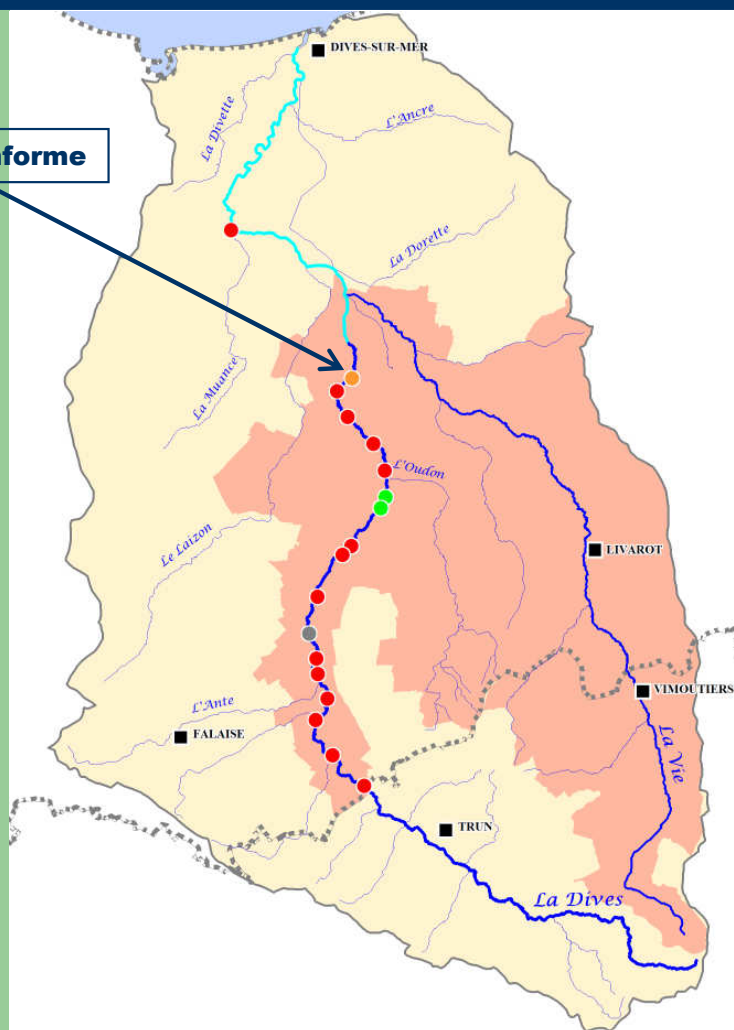 DIVES-SUR-MER
La Divette
L'Ancre
nforme
La Dorette
La Muance
L'Oudon
Le Laizon
LIVAROT
VIMOUTIERS
L'Ante
FALAISE
La Vie
TRUN
La Dives